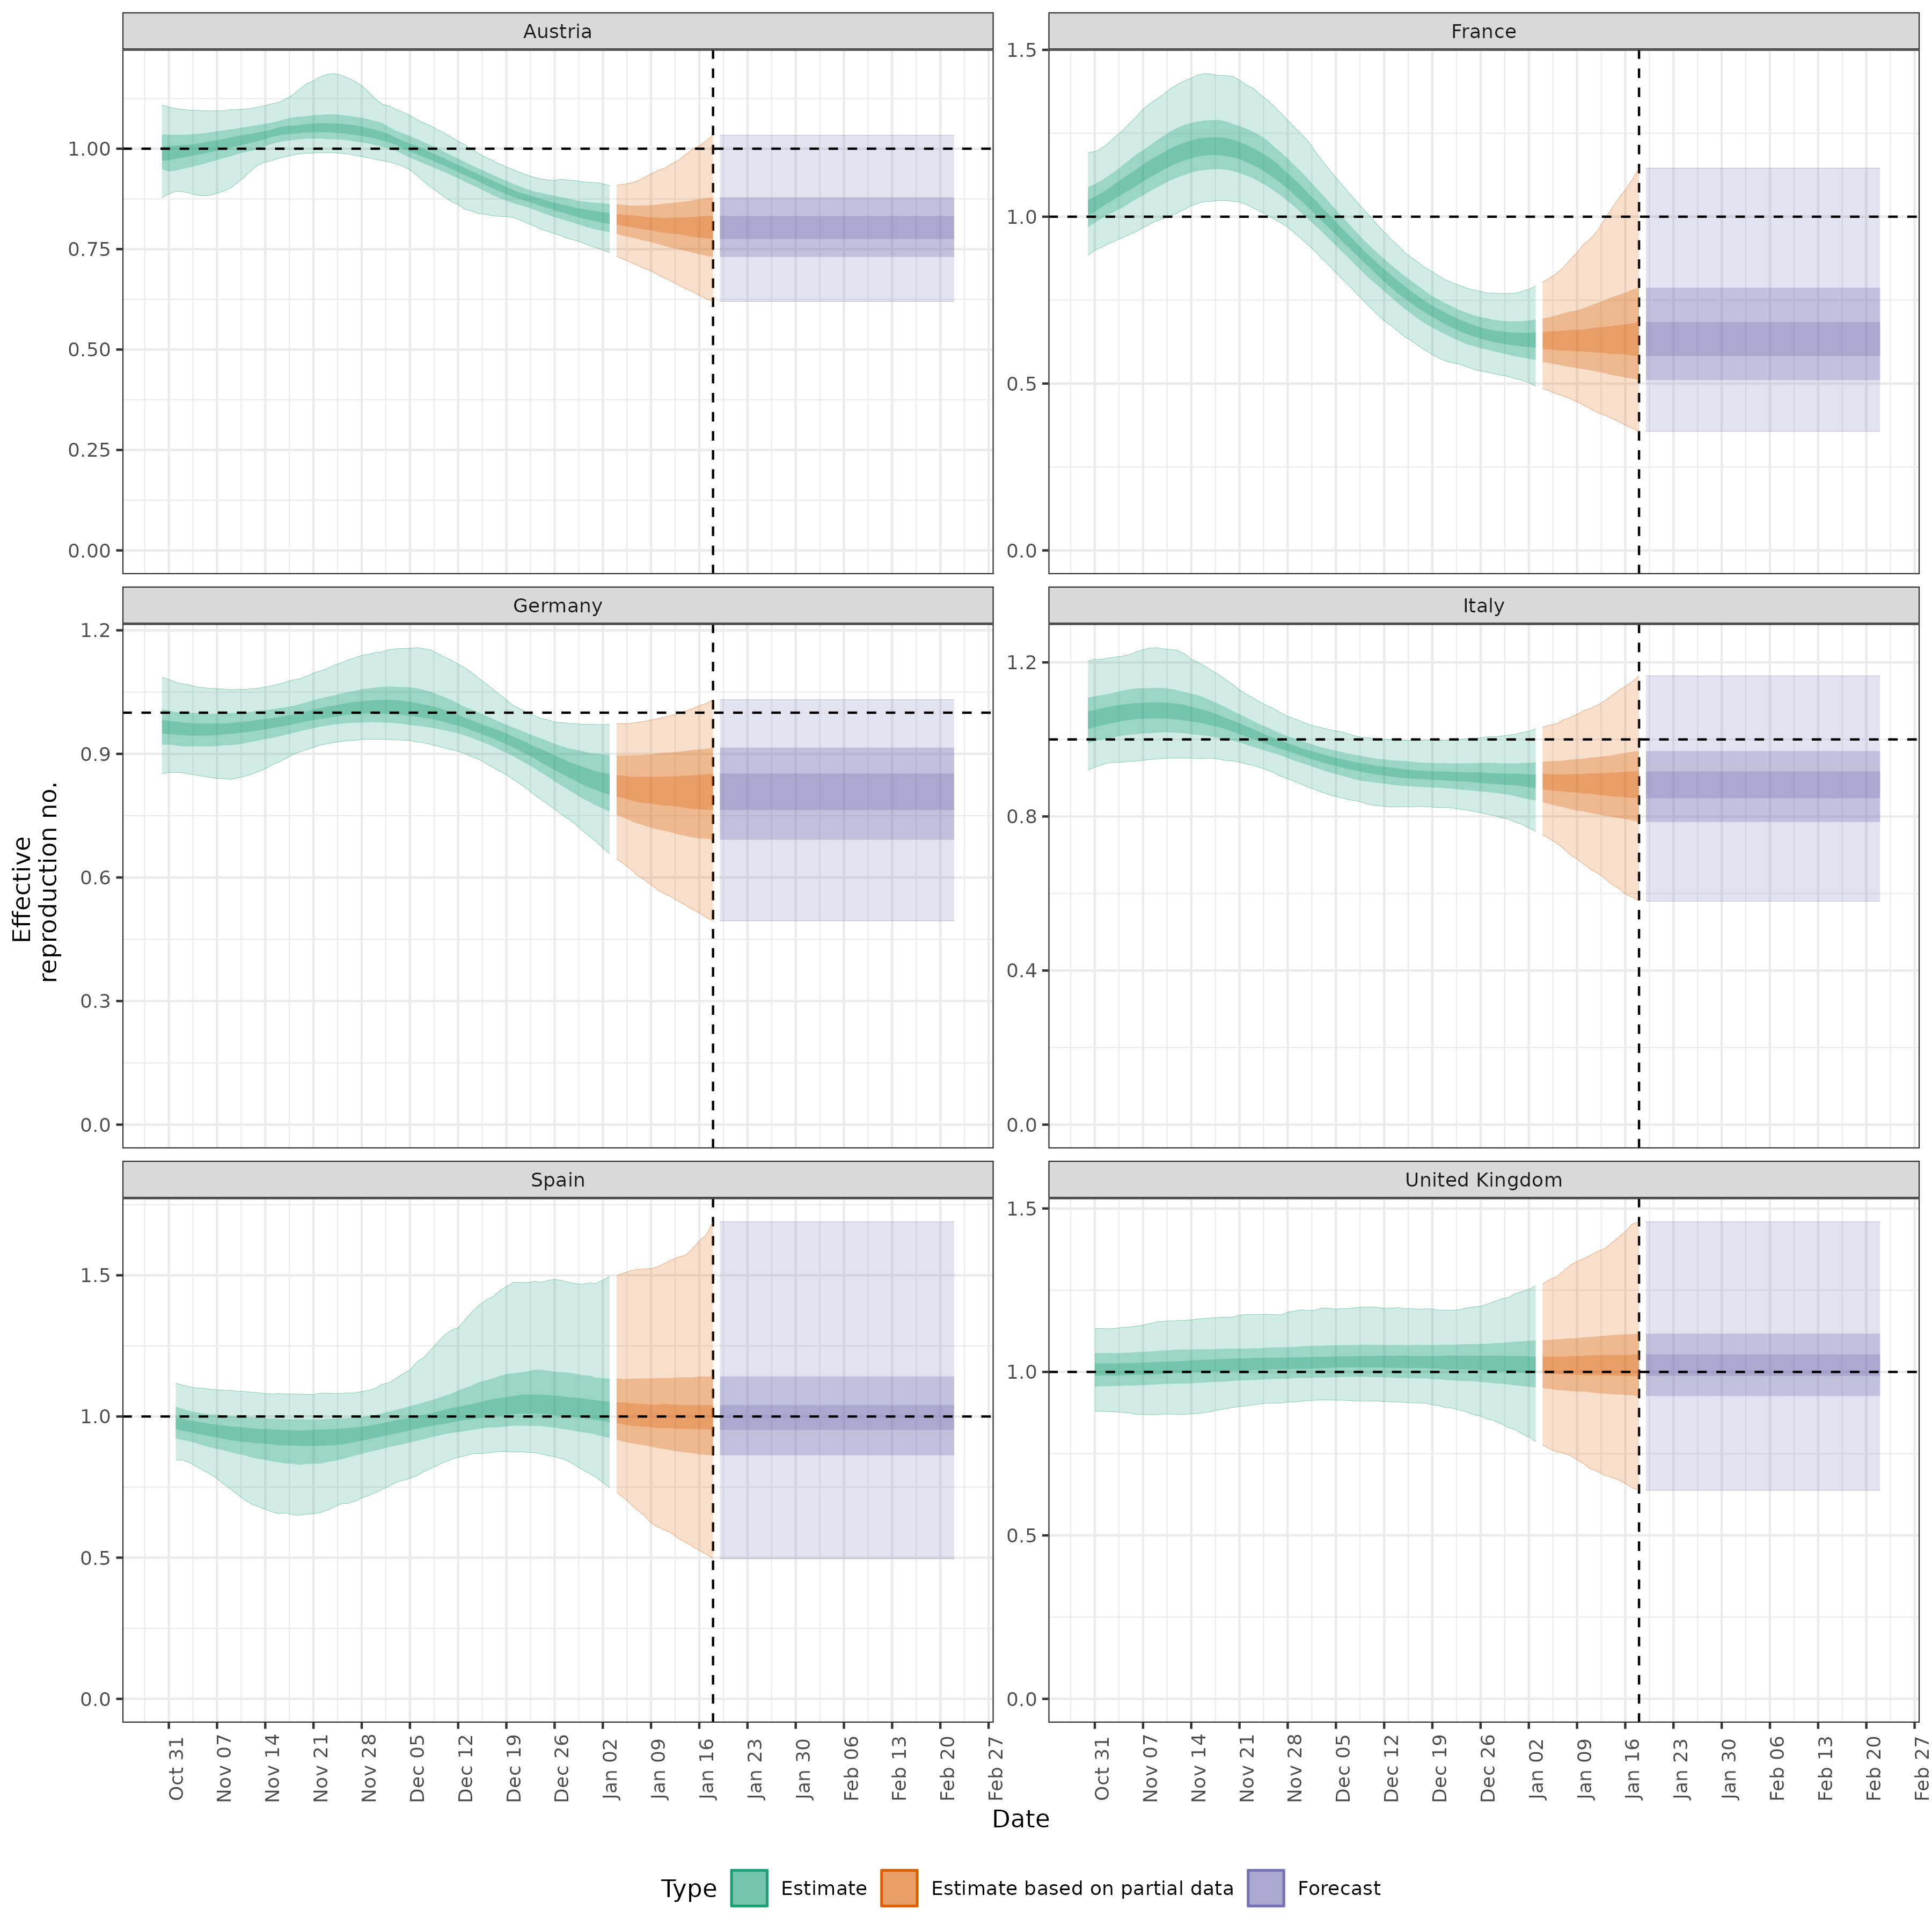 Austria
France
1.00
0.75
0.50
0.25
0.00
1.5
1.0
0.5
0.0
Germany
Italy
1.2
0.9
0.6
0.3
0.0
1.2
0.8
0.4
0.0
Effective
reproduction no.
Spain
United Kingdom
1.5
1.0
0.5
0.0
1.5
1.0
0.5
0.0
Oct 31
Nov 07
Nov 14
Nov 21
Nov 28
Dec 05
Dec 12
Dec 19
Dec 26
Jan 02
Jan 09
Jan 16
Jan 23
Jan 30
Feb 06
Feb 13
Feb 20
Feb 27
Oct 31
Nov 07
Nov 14
Nov 21
Nov 28
Dec 05
Dec 12
Dec 19
Dec 26
Jan 02
Jan 09
Jan 16
Jan 23
Jan 30
Feb 06
Feb 13
Feb 20
Feb 27
Date
Type Estimate Estimate based on partial data Forecast